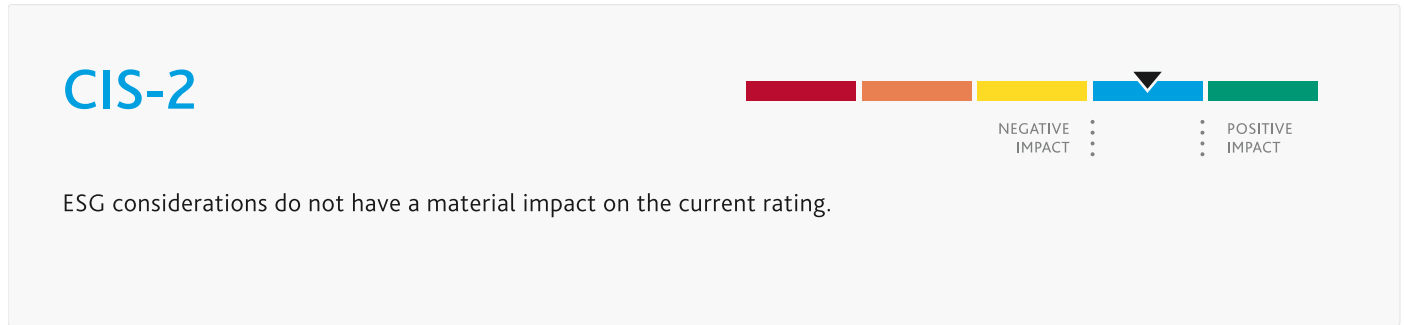 CIS-2
NEGATIVE
IMPACT
POSITIVE
IMPACT
ESG considerations do not have a material impact on the current rating.